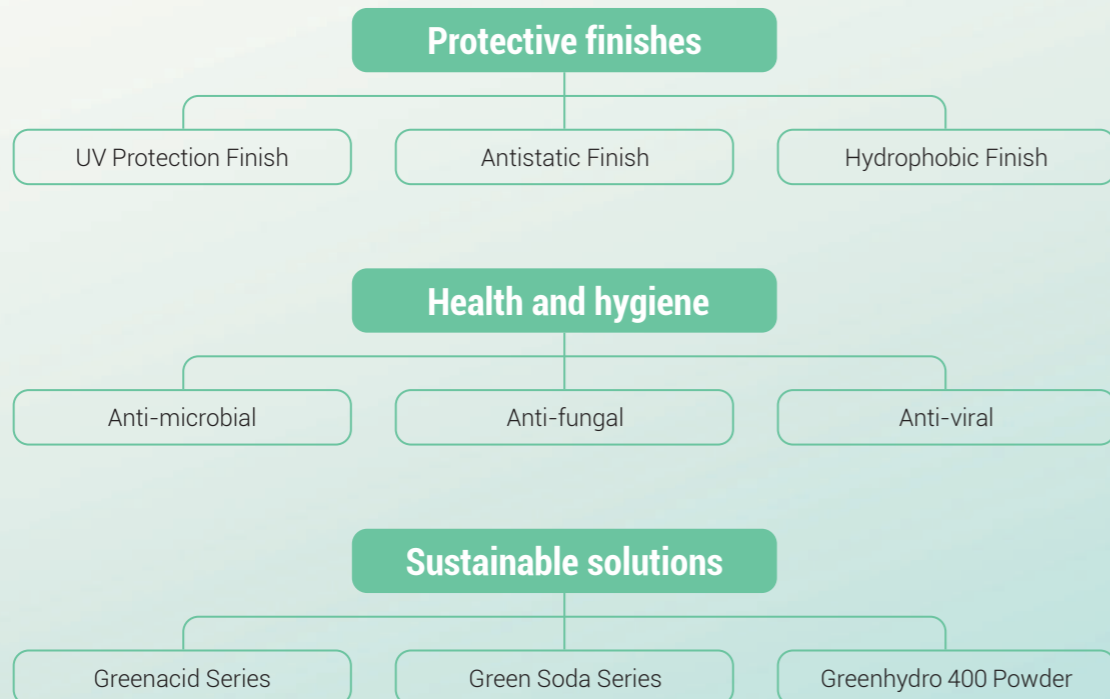 Protective finishes
UV Protection Finish
Antistatic Finish
Hydrophobic Finish
Health and hygiene
Anti-microbial
Anti-fungal
Anti-viral
Sustainable solutions
Greenacid Series
Green Soda Series
Greenhydro 400 Powder